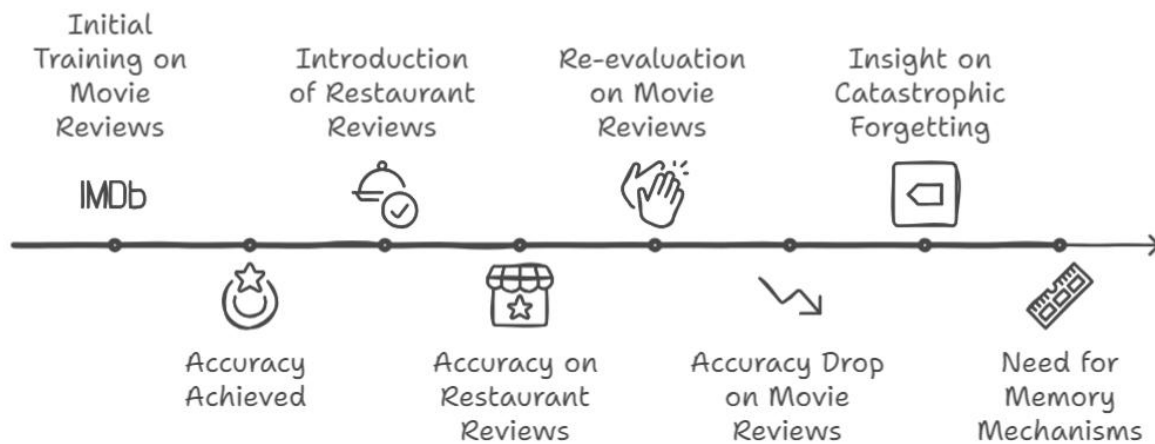 Initial
Training on
Movie
Reviews
Introduction
of Restaurant
Reviews
Re-evaluation
on Movie
Reviews
Insight on
Catastrophic
Forgetting
IMDb
Accuracy
Achieved
Accuracy on
Restaurant
Reviews
Accuracy Drop
on Movie
Reviews
Need for
Memory
Mechanisms